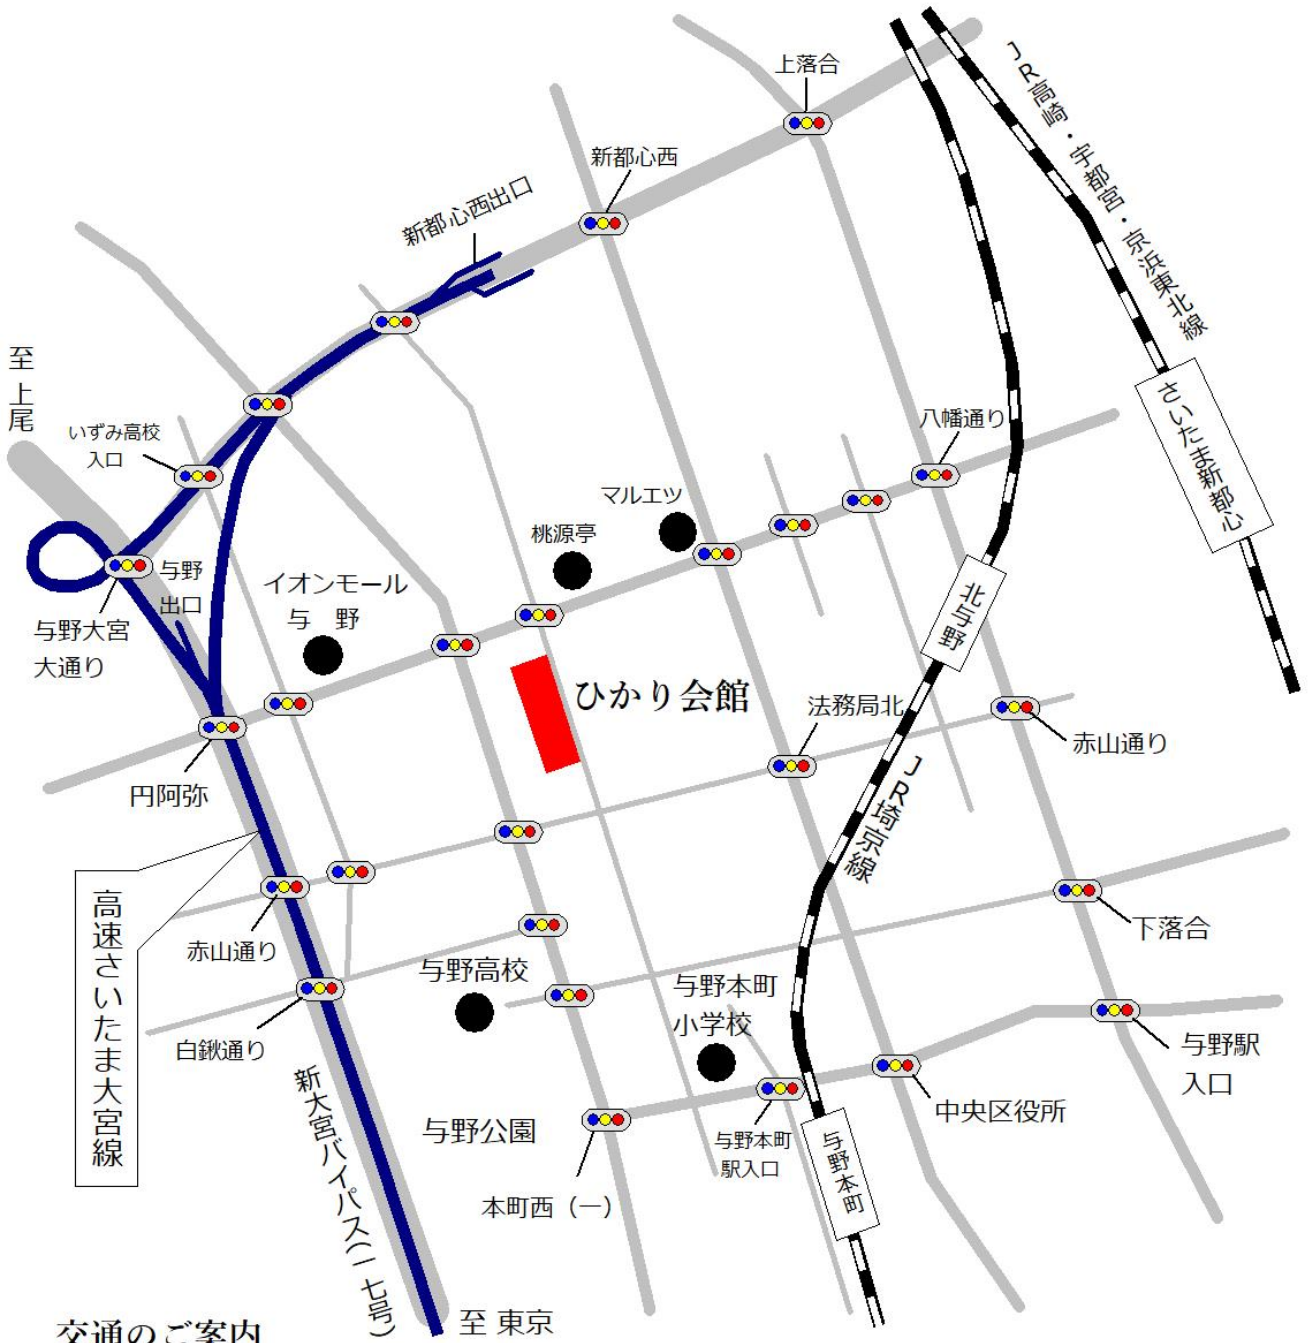 上落合
JR高崎・宇都宮・京浜東北線
新都心西
新都心西出口
至 上尾
いずみ高校
入口
八幡通り
さいたま新都心
マルエツ
桃源亭
与野
出口
イオンモール
与　野
与野大宮
大通り
北与野
ひかり会館
法務局北
赤山通り
円阿弥
JR埼京線
高速さいたま大宮線
赤山通り
下落合
与野高校
与野本町
小学校
白鍬通り
与野駅
入口
新大宮バイパス(一七号)
中央区役所
与野公園
与野本町
駅入口
与野本町
本町西（一）
至 東京
交通のご案内